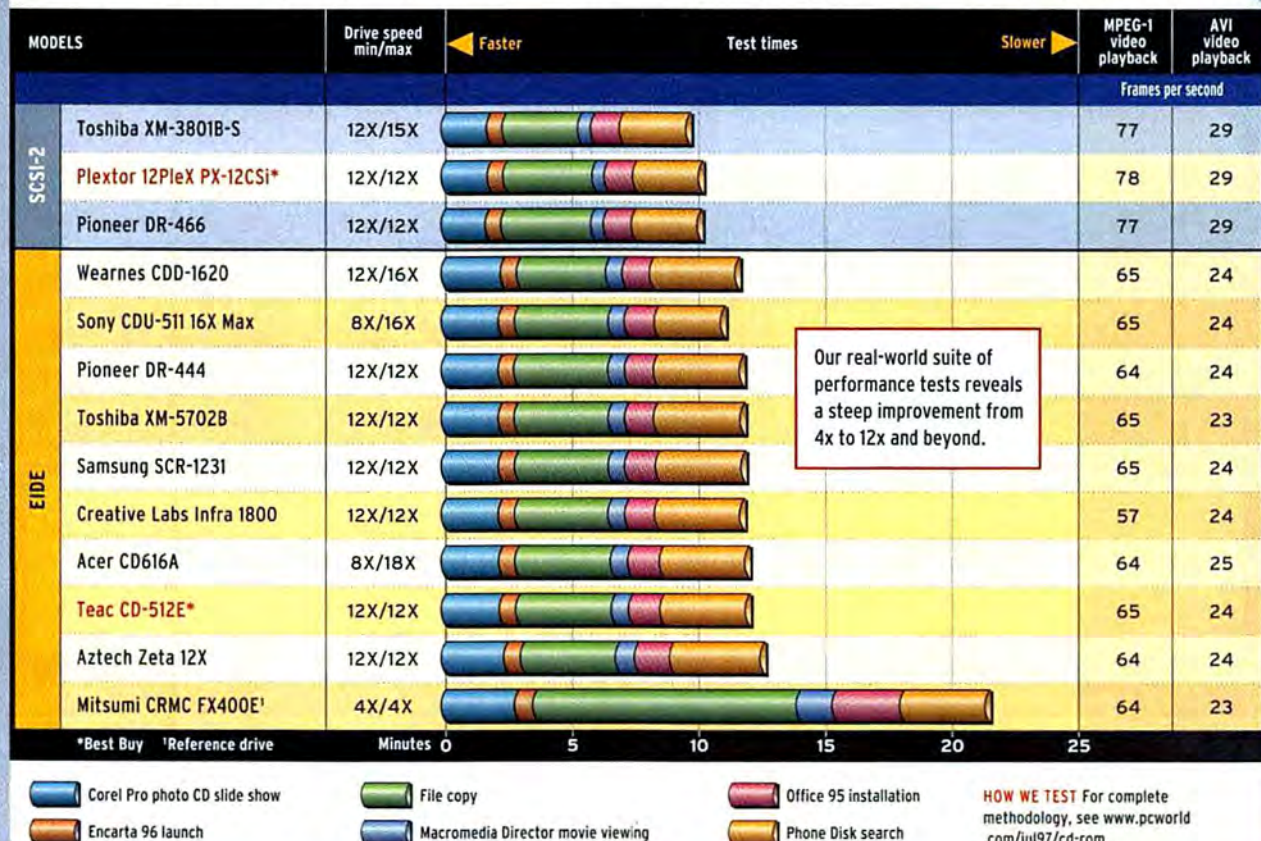 MODELS
Drive speed min/max
Faster
Test times
Slower
MPEG-1 video playback
AVI video playback
Frames per second
SCSI-2
Toshiba XM-3801B-S 12X/15X 77 29
Plextor 12PleX PX-12CSi* 12X/12X 78 29
Pioneer DR-466 12X/12X 77 29
EIDE
Wearnes CDD-1620 12X/16X 65 24
Sony CDU-511 16X Max 8X/16X 65 24
Pioneer DR-444 12X/12X 64 24
Toshiba XM-5702B 12X/12X 65 23
Samsung SCR-1231 12X/12X 65 24
Creative Labs Infra 1800 12X/12X 57 24
Acer CD616A 8X/18X 64 25
Teac CD-512E* 12X/12X 65 24
Aztech Zeta 12X 12X/12X 64 24
Mitsumi CRMC FX400E¹ 4X/4X 64 23
Our real-world suite of
performance tests reveals
a steep improvement from
4x to 12x and beyond.
*Best Buy ¹Reference drive Minutes 0 5 10 15 20 25
Corel Pro photo CD slide show
Encarta 96 launch
File copy
Macromedia Director movie viewing
Office 95 installation
Phone Disk search
HOW WE TEST For complete
methodology, see www.pcworld
.com/jul97/cd-rom